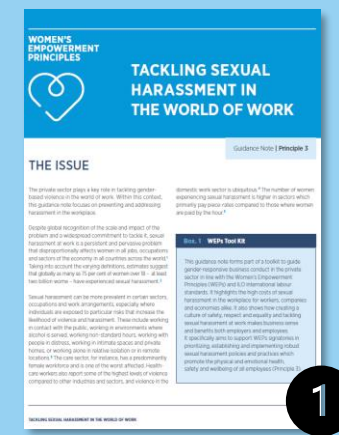 WOMEN'S
EMPOWERMENT
PRINCIPLES
TACKLING SEXUAL
HARASSMENT IN
THE WORLD OF WORK
Guidance Note | Principle 3
THE ISSUE
The private sector plays a key role in tackling gender-
based violence in the world of work. Within this context,
this guidance note focuses on preventing and addressing
harassment in the workplace.
Despite global recognition of the scale and impact of the
problem and a widespread commitment to tackle it, sexual
harassment at work is a persistent and pervasive problem
that disproportionately affects women in all jobs, occupations
and sectors of the economy in all countries across the world.
Taking into account the varying definitions, estimates suggest
that globally as many as 75 per cent of women over 18 – at least
two billion women – have experienced sexual harassment.
Sexual harassment can be more prevalent in certain sectors,
occupations and work arrangements, especially where
individuals are exposed to particular risks that increase the
likelihood of violence and harassment. These include working
in contact with the public, working in environments where
alcohol is served, working non-standard hours, working with
people in distress, working in intimate spaces and private
homes, or working alone in relative isolation or in remote
locations. The care sector, for instance, has a predominantly
female workforce and is one of the worst affected. Health-
care workers also report some of the highest levels of violence
compared to other industries and sectors, and violence in the
domestic work sector is ubiquitous. The number of women
experiencing sexual harassment is higher in sectors which
primarily pay piece rates compared to those where women
are paid by the hour.
Box. 1 WEPs Tool Kit
This guidance note forms part of a toolkit to guide
gender-responsive business conduct in the private
sector in line with the Women's Empowerment
Principles (WEPs) and ILO international labour
standards. It highlights the high costs of sexual
harassment in the workplace for workers, companies
and economies alike. It also shows how creating a
culture of safety, respect and equality and tackling
sexual harassment at work makes business sense
and benefits both employers and employees.
It specifically aims to support WEPs signatories in
prioritizing, establishing and implementing robust
sexual harassment policies and practices which
promote the physical and emotional health,
safety and wellbeing of all employees (Principle 3).
TACKLING SEXUAL HARASSMENT IN THE WORLD OF WORK
1